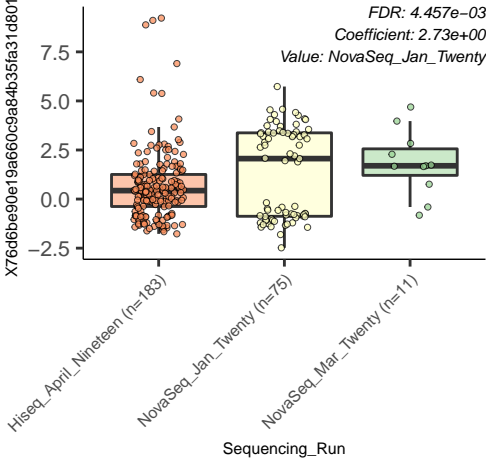 FDR: 4.457e−03
Coefficient: 2.73e+00
Value: NovaSeq_Jan_Twenty
X76d6be90e19a660c9a84b35fa31d801
7.5
5.0
2.5
0.0
−2.5
Hiseq_April_Nineteen (n=183)
NovaSeq_Jan_Twenty (n=75)
NovaSeq_Mar_Twenty (n=11)
Sequencing_Run